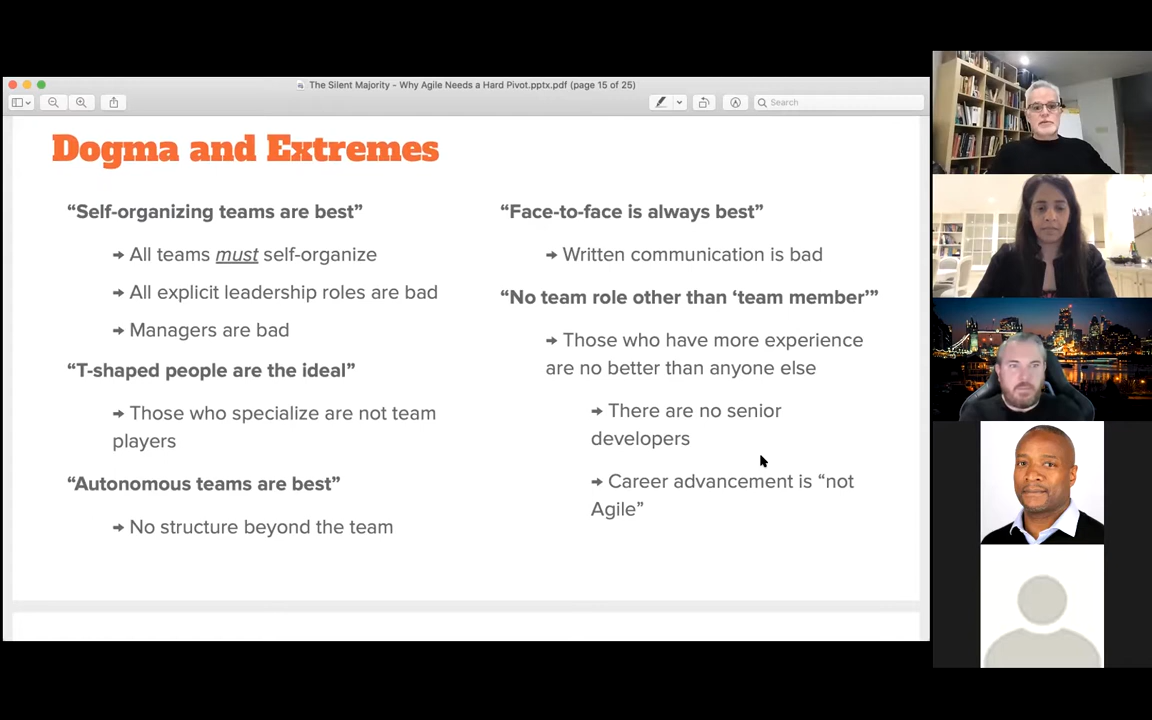 The Silent Majority - Why Agile Needs a Hard Pivot.pptx.pdf (page 15 of 25)
Search
Dogma and Extremes
“Self-organizing teams are best”
→ All teams must self-organize
→ All explicit leadership roles are bad
→ Managers are bad
“T-shaped people are the ideal”
→ Those who specialize are not team
players
“Autonomous teams are best”
→ No structure beyond the team
“Face-to-face is always best”
→ Written communication is bad
“No team role other than ‘team member’”
→ Those who have more experience
are no better than anyone else
→ There are no senior
developers
→ Career advancement is “not
Agile”